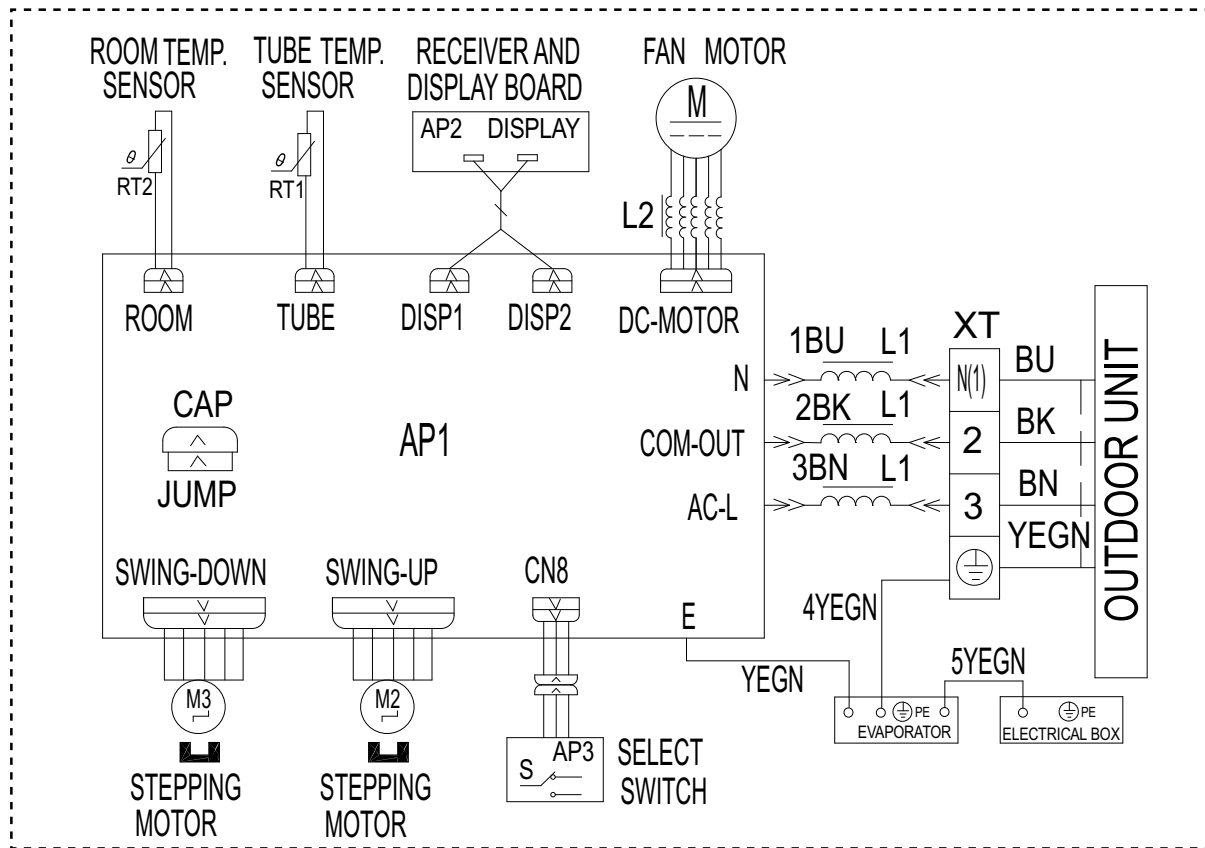 ROOM TEMP. SENSOR
TUBE TEMP. SENSOR
RECEIVER AND DISPLAY BOARD
FAN MOTOR
AP2 DISPLAY
M
θ
RT2
θ
RT1
L2
ROOM
TUBE
DISP1
DISP2
DC-MOTOR
XT
1BU L1
N
N(1)
BU
CAP
JUMP
AP1
2BK L1
COM-OUT
2
BK
3BN L1
AC-L
3
BN
YEGN
OUTDOOR UNIT
SWING-DOWN
SWING-UP
CN8
E
4YEGN
YEGN
5YEGN
M3
M2
PE
EVAPORATOR
PE
ELECTRICAL BOX
S
AP3
SELECT SWITCH
STEPPING MOTOR
STEPPING MOTOR